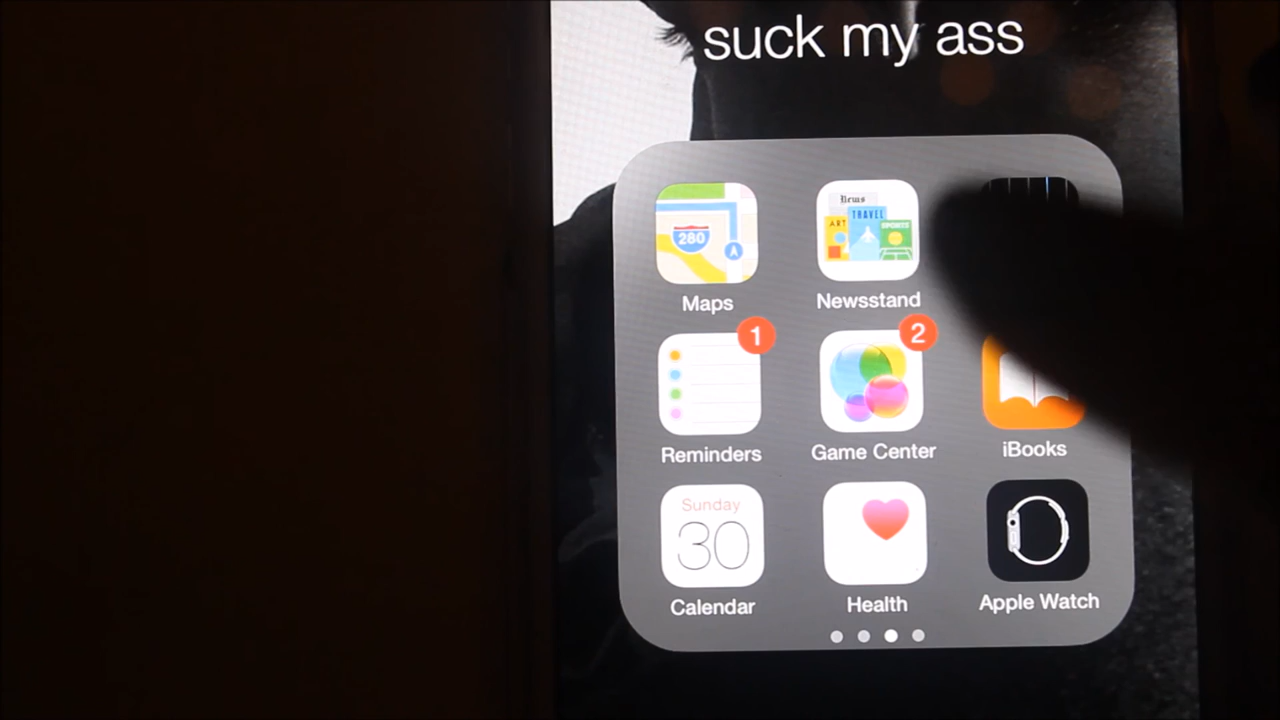 suck my ass
News
ART TRAVEL SPORTS
280 A
Maps Newsstand
1 2
Reminders Game Center iBooks
Sunday
30
Calendar Health Apple Watch